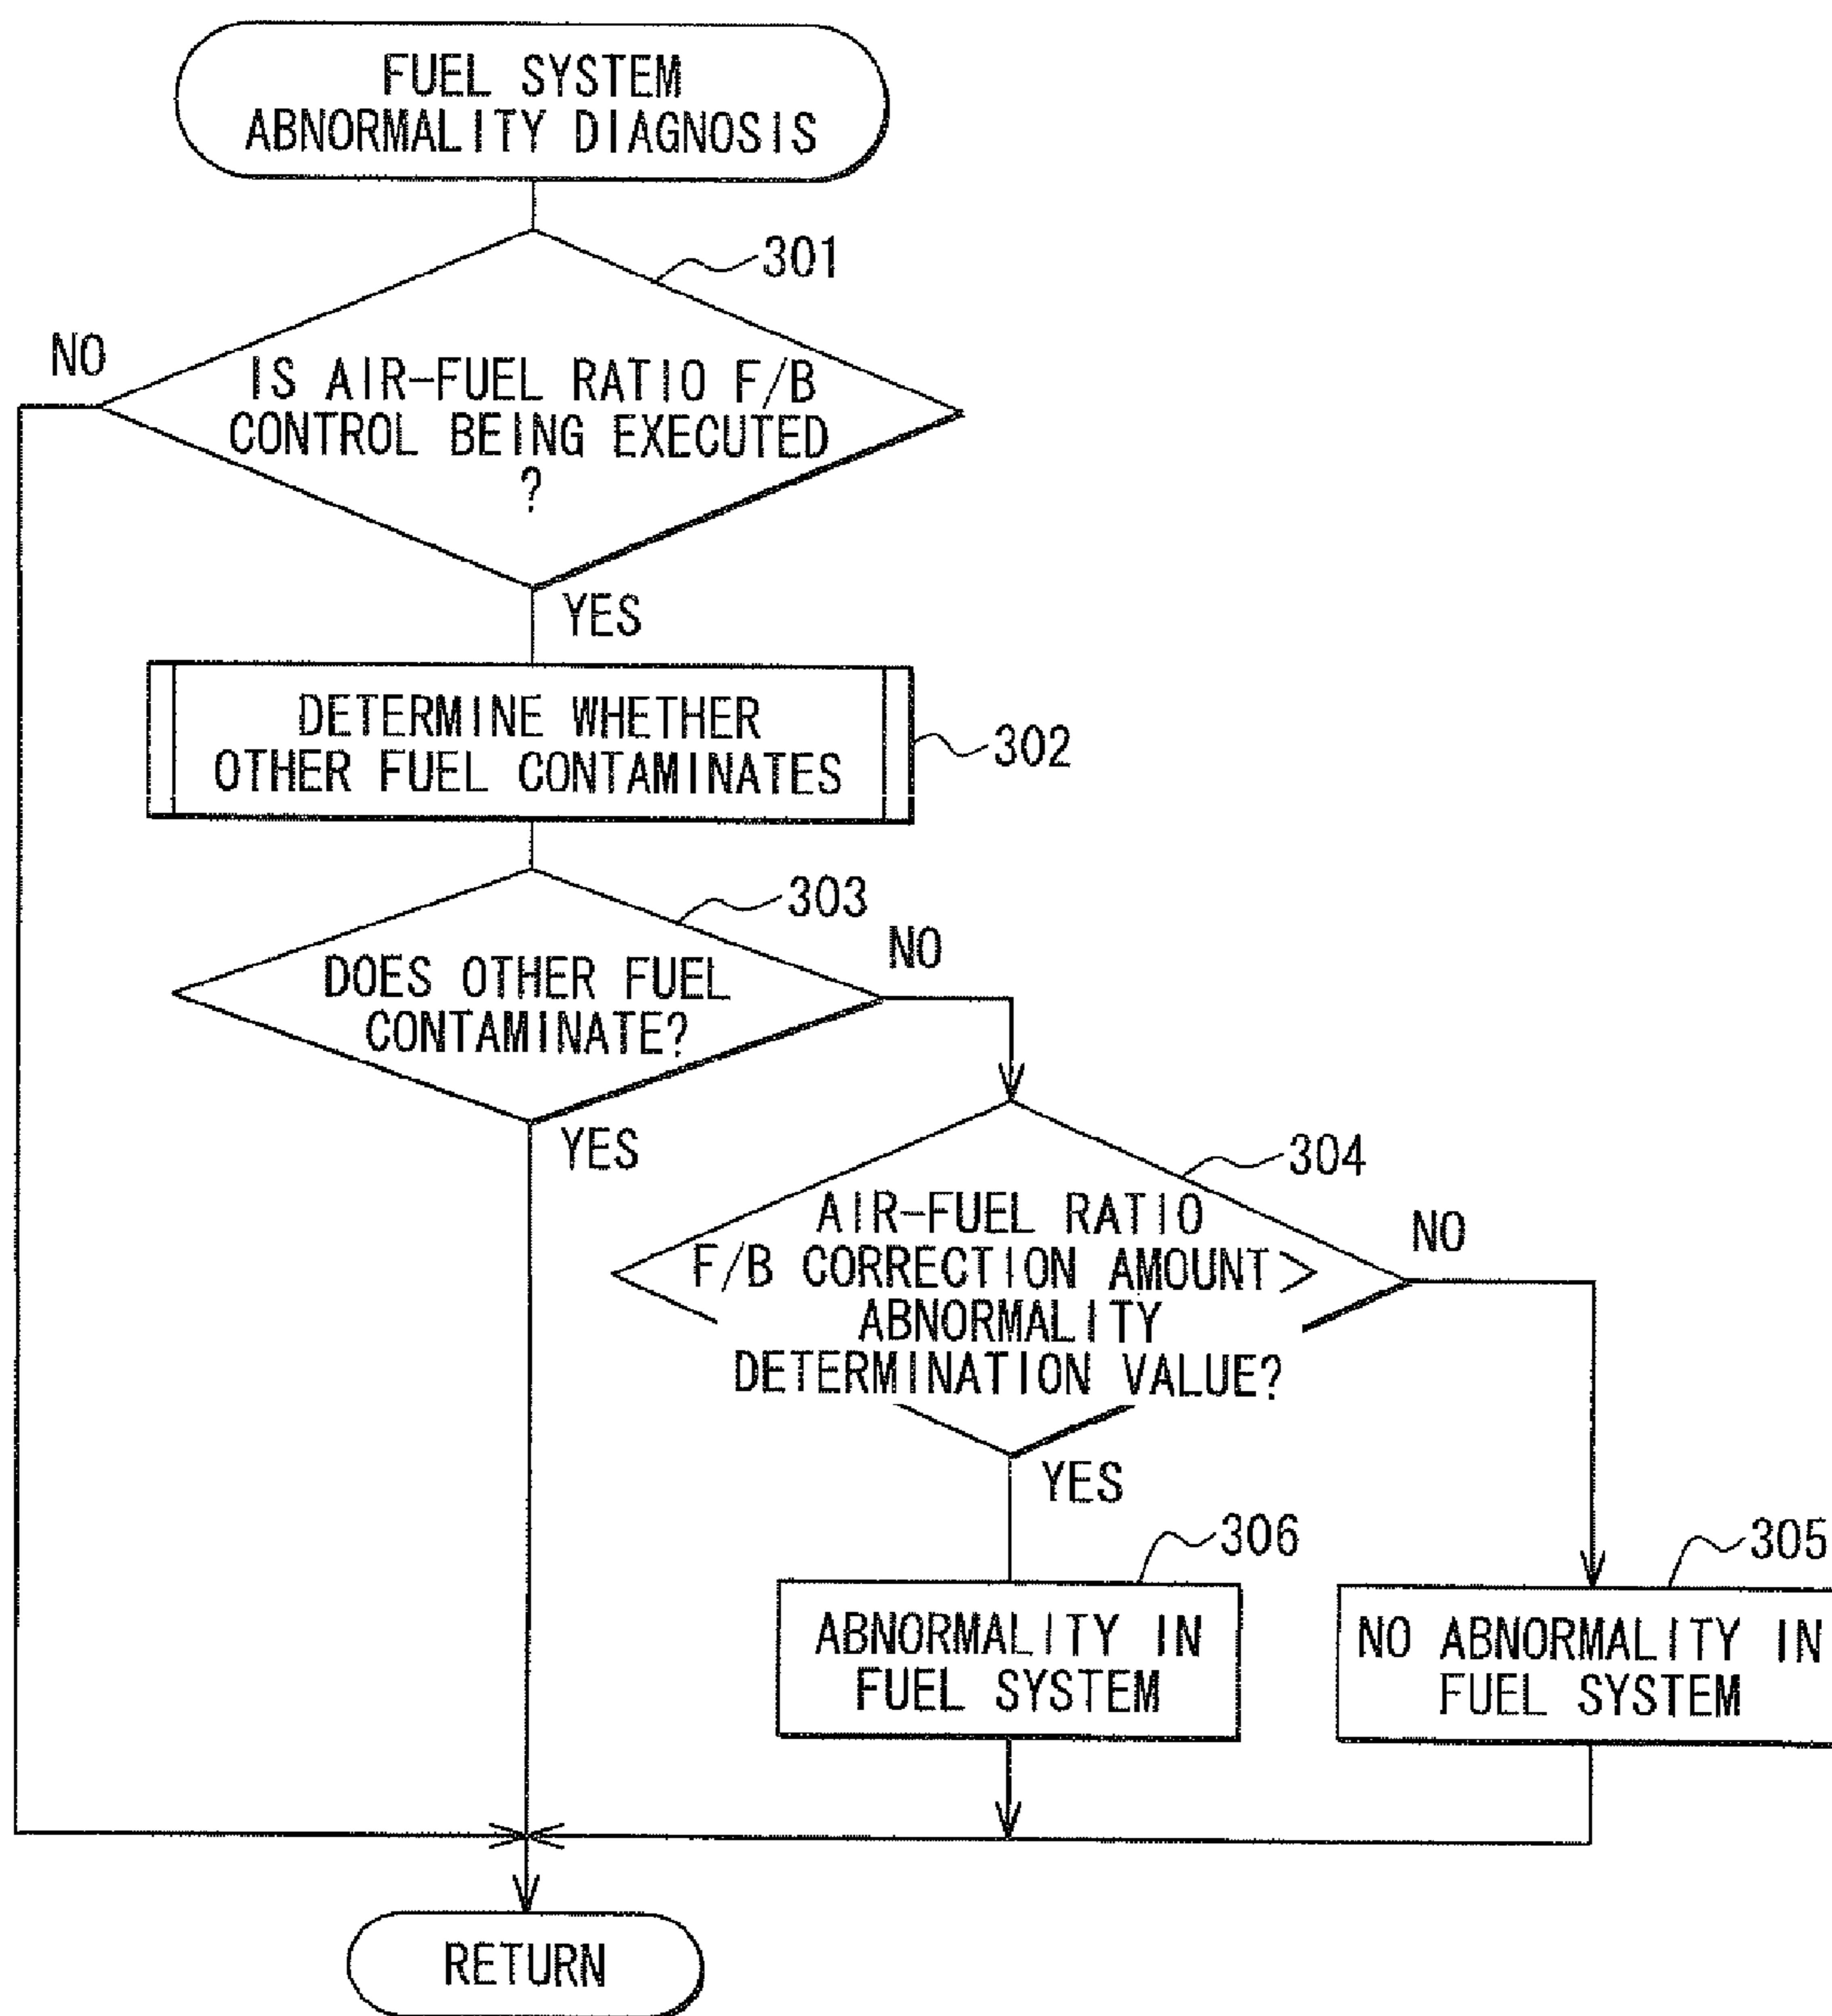 FUEL SYSTEM
ABNORMALITY DIAGNOSIS
301
NO
IS AIR-FUEL RATIO F/B
CONTROL BEING EXECUTED
?
YES
DETERMINE WHETHER
OTHER FUEL CONTAMINATES
302
303
NO
DOES OTHER FUEL
CONTAMINATE?
YES
304
AIR-FUEL RATIO
F/B CORRECTION AMOUNT>
ABNORMALITY
DETERMINATION VALUE?
NO
YES
306
305
ABNORMALITY IN
FUEL SYSTEM
NO ABNORMALITY IN
FUEL SYSTEM
RETURN